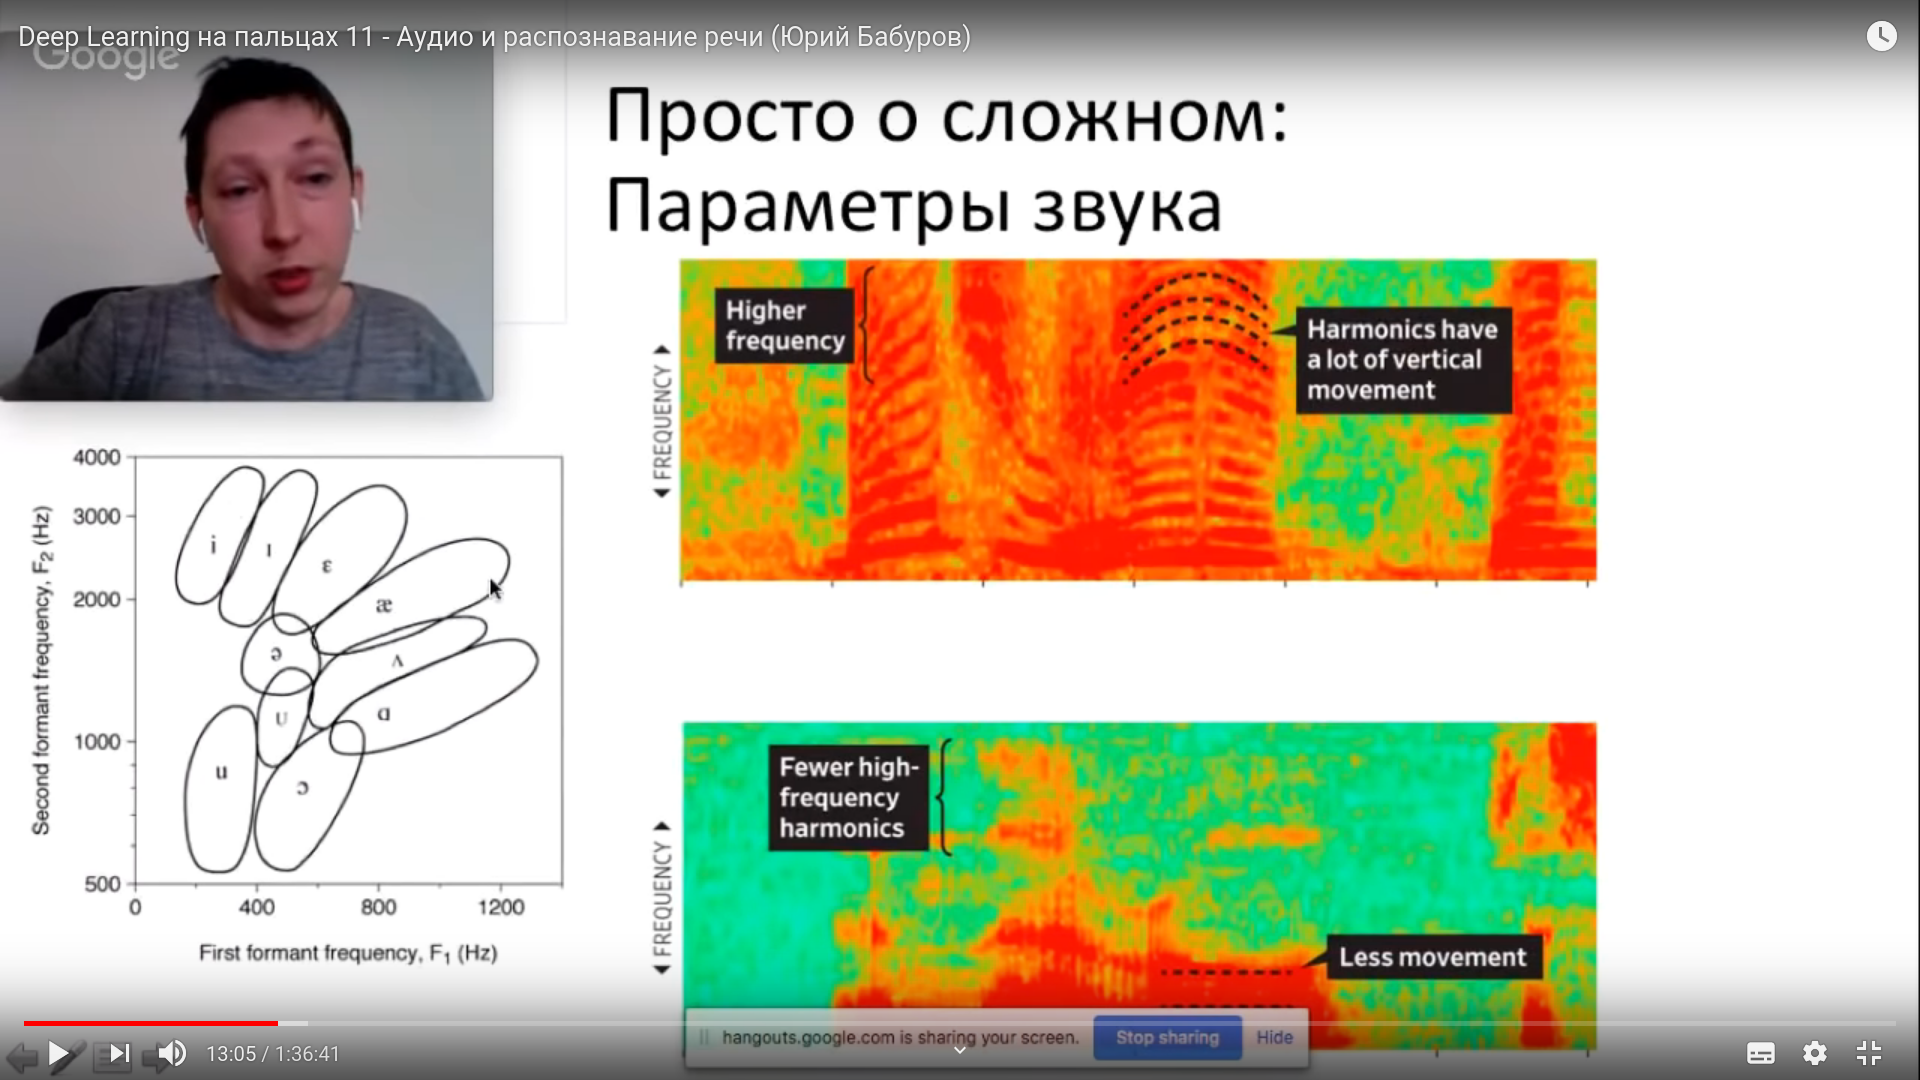 Deep Learning на пальцах 11 - Аудио и распознавание речи (Юрий Бабуров)
Google
Просто о сложном:
Параметры звука
Higher
frequency
Harmonics have
a lot of vertical
movement
◄ FREQUENCY ►
4000
3000
2000
1000
500
Second formant frequency, F₂ (Hz)
i
ɪ
ε
æ
ə
ʌ
ʊ
ɑ
u
ɔ
0 400 800 1200
First formant frequency, F₁ (Hz)
Fewer high-
frequency
harmonics
◄ FREQUENCY ►
Less movement
hangouts.google.com is sharing your screen. Stop sharing Hide
13:05 / 1:36:41